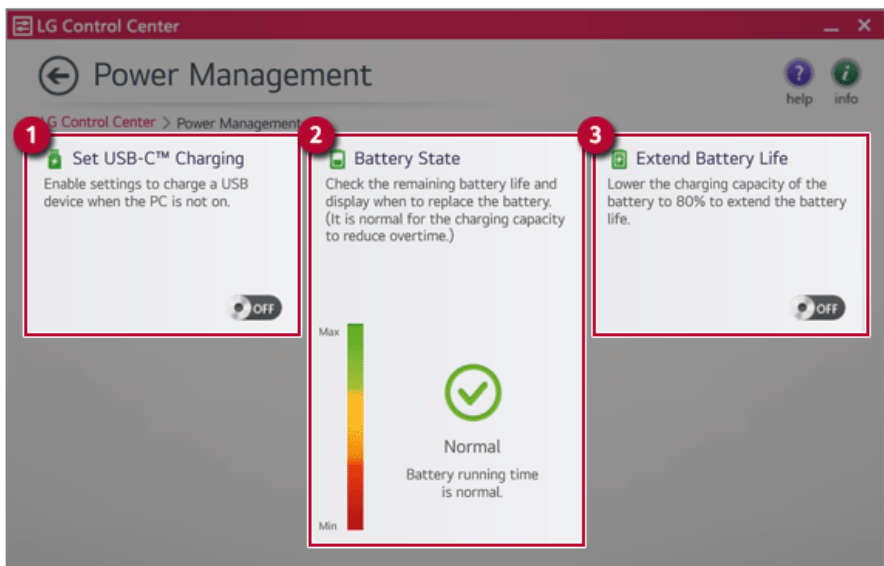 LG Control Center
Power Management
help
info
LG Control Center > Power Management
1
Set USB-C™ Charging
Enable settings to charge a USB
device when the PC is not on.
OFF
2
Battery State
Check the remaining battery life and
display when to replace the battery.
(It is normal for the charging capacity
to reduce overtime.)
Max
Normal
Battery running time
is normal.
Min
3
Extend Battery Life
Lower the charging capacity of the
battery to 80% to extend the battery
life.
OFF